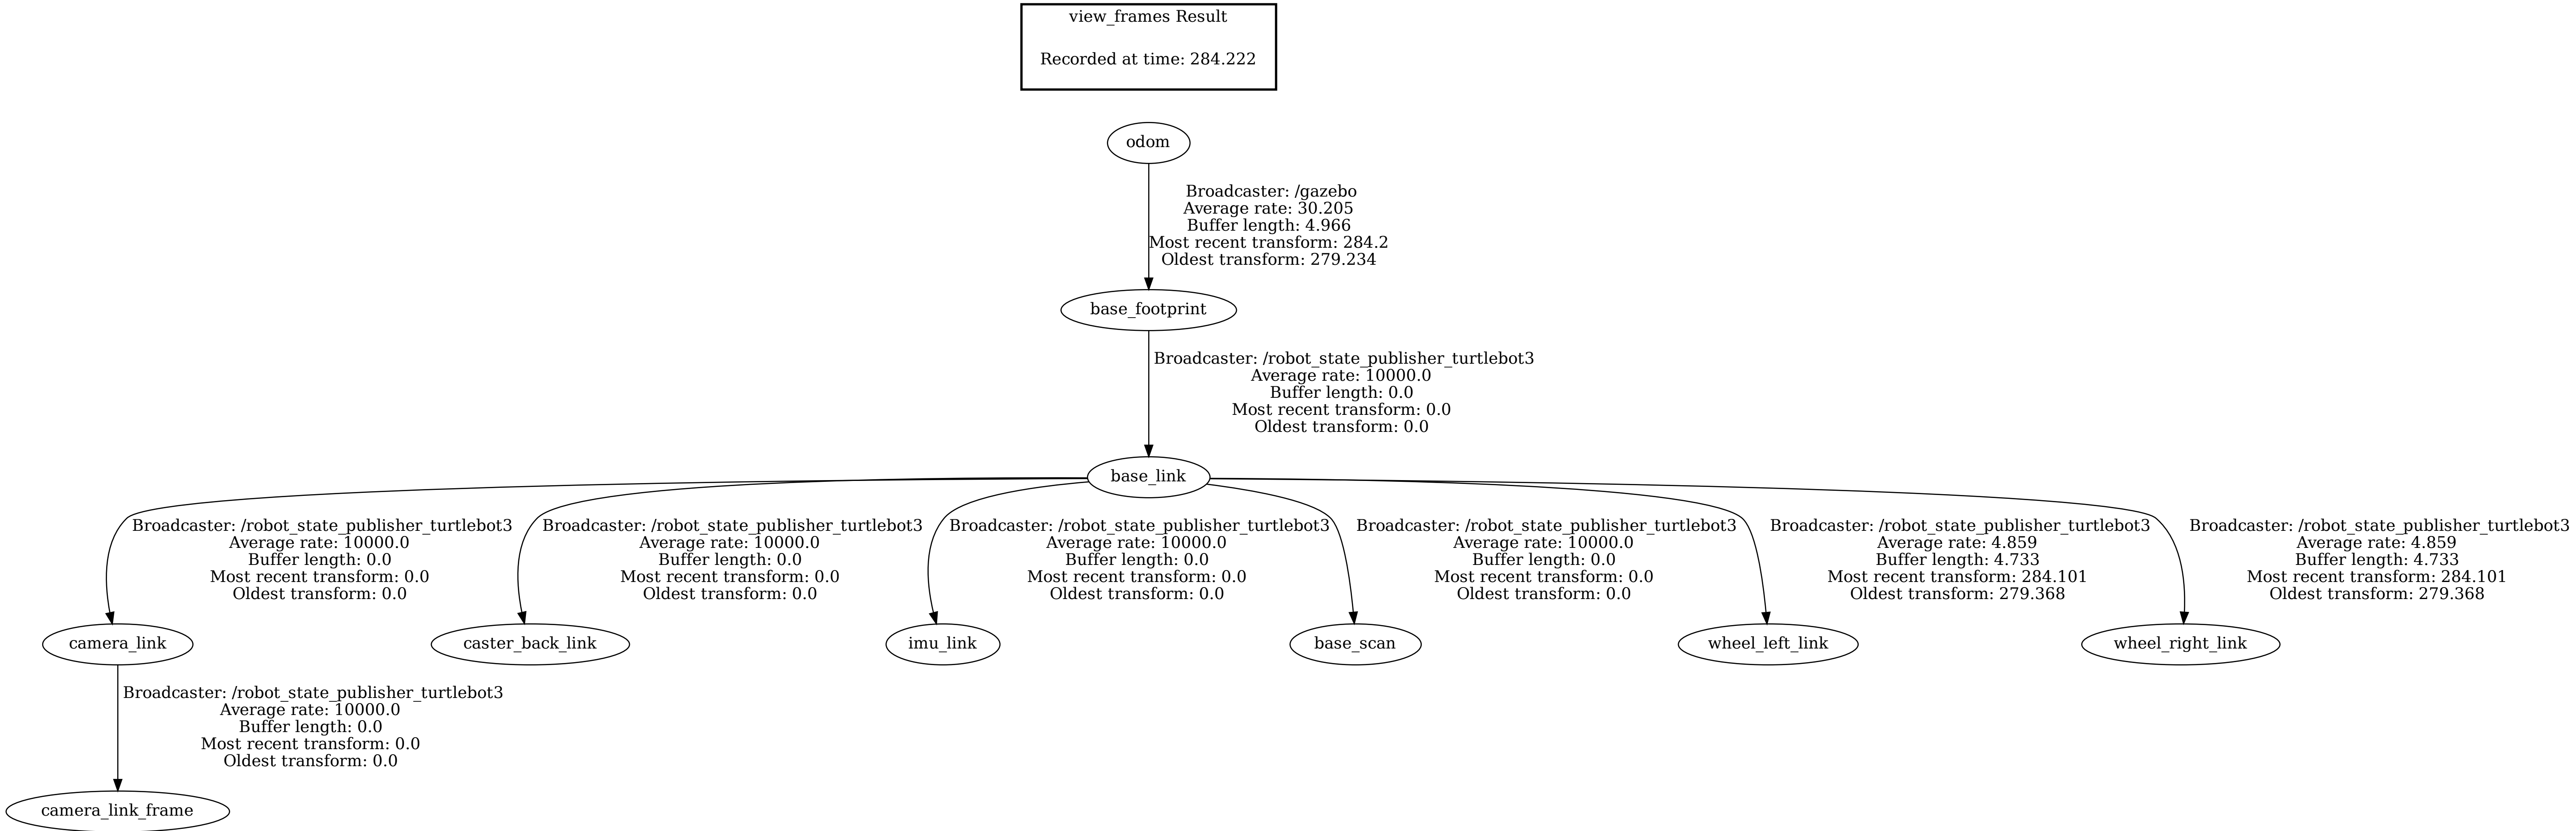 view_frames Result
Recorded at time: 284.222
odom
Broadcaster: /gazebo
Average rate: 30.205
Buffer length: 4.966
Most recent transform: 284.2
Oldest transform: 279.234
base_footprint
Broadcaster: /robot_state_publisher_turtlebot3
Average rate: 10000.0
Buffer length: 0.0
Most recent transform: 0.0
Oldest transform: 0.0
base_link
Broadcaster: /robot_state_publisher_turtlebot3
Average rate: 10000.0
Buffer length: 0.0
Most recent transform: 0.0
Oldest transform: 0.0
Broadcaster: /robot_state_publisher_turtlebot3
Average rate: 10000.0
Buffer length: 0.0
Most recent transform: 0.0
Oldest transform: 0.0
Broadcaster: /robot_state_publisher_turtlebot3
Average rate: 10000.0
Buffer length: 0.0
Most recent transform: 0.0
Oldest transform: 0.0
Broadcaster: /robot_state_publisher_turtlebot3
Average rate: 10000.0
Buffer length: 0.0
Most recent transform: 0.0
Oldest transform: 0.0
Broadcaster: /robot_state_publisher_turtlebot3
Average rate: 4.859
Buffer length: 4.733
Most recent transform: 284.101
Oldest transform: 279.368
Broadcaster: /robot_state_publisher_turtlebot3
Average rate: 4.859
Buffer length: 4.733
Most recent transform: 284.101
Oldest transform: 279.368
camera_link
caster_back_link
imu_link
base_scan
wheel_left_link
wheel_right_link
Broadcaster: /robot_state_publisher_turtlebot3
Average rate: 10000.0
Buffer length: 0.0
Most recent transform: 0.0
Oldest transform: 0.0
camera_link_frame